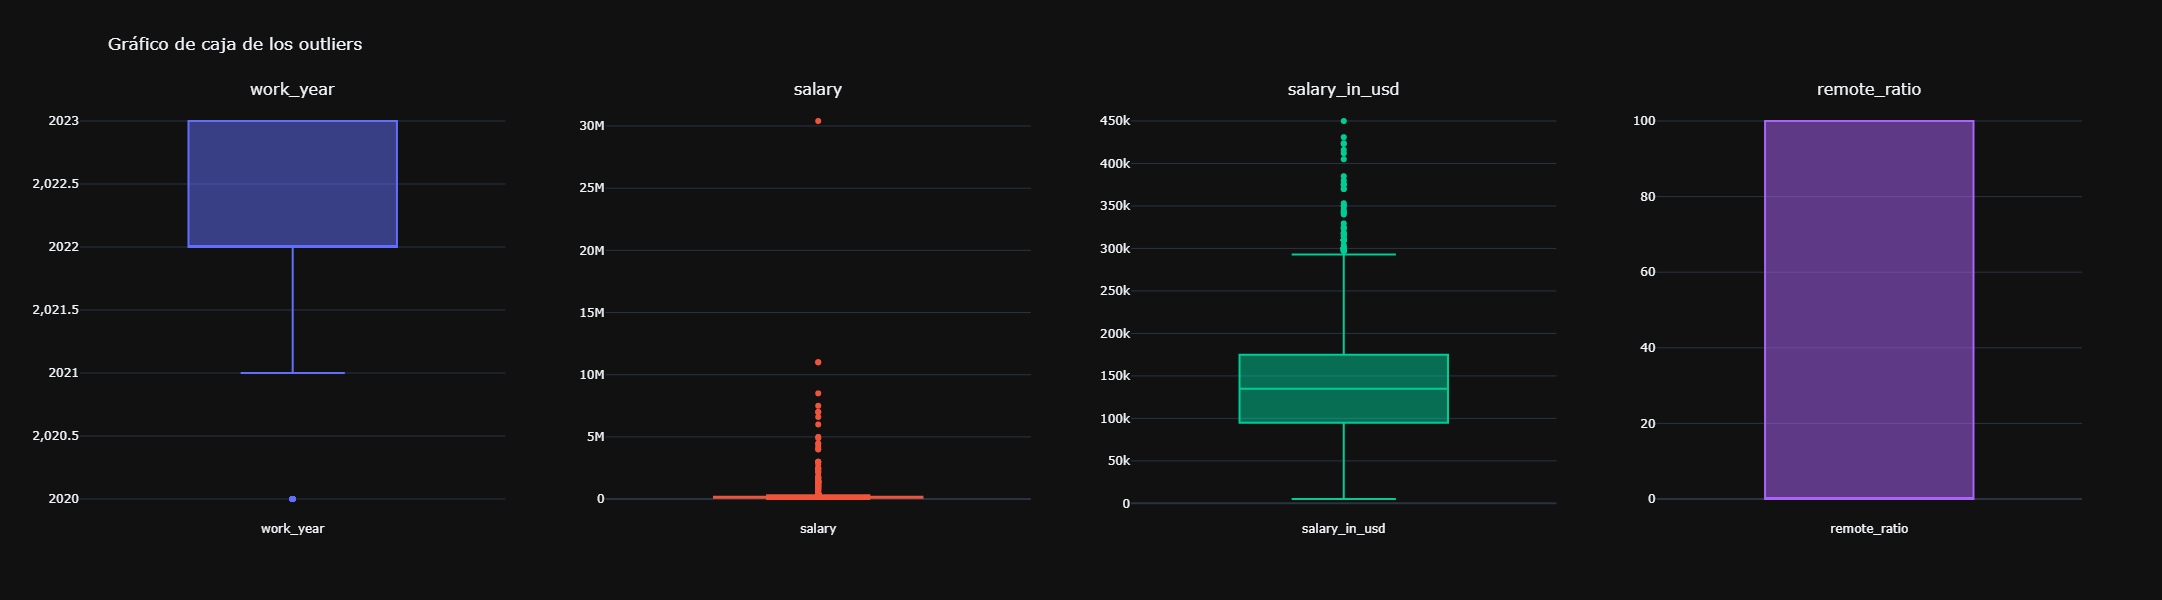 Gráfico de caja de los outliers
work_year
2023
2,022.5
2022
2,021.5
2021
2,020.5
2020
work_year
salary
30M
25M
20M
15M
10M
5M
0
salary
salary_in_usd
450k
400k
350k
300k
250k
200k
150k
100k
50k
0
salary_in_usd
remote_ratio
100
80
60
40
20
0
remote_ratio